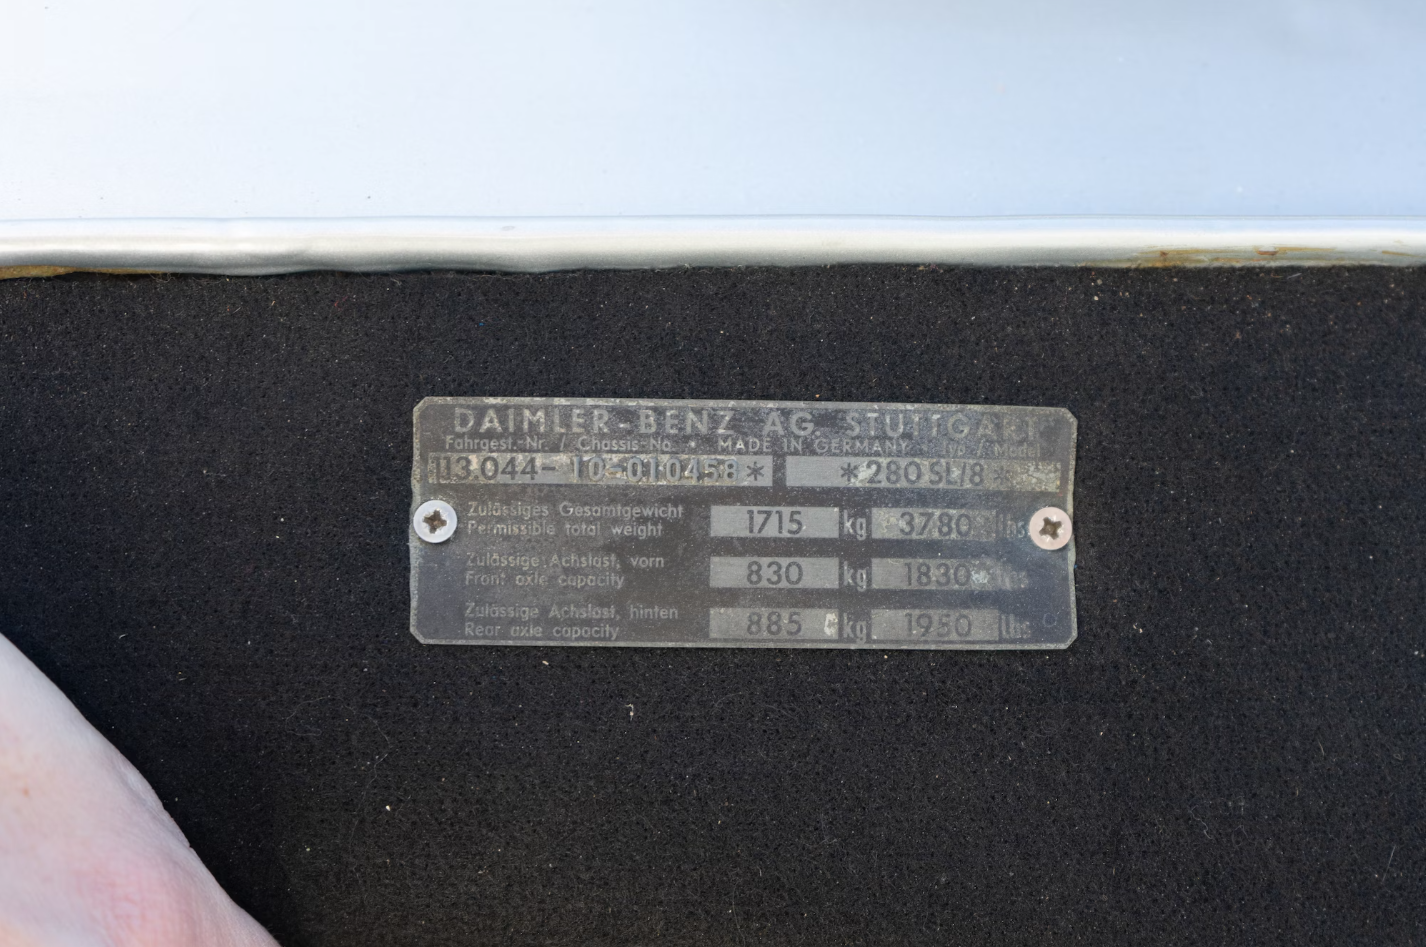 DAIMLER-BENZ AG. STUTTGART
Fahrgest.-Nr. / Chassis-No. • MADE IN GERMANY • Typ / Model
113.044-10-010458 * *280 SL/8 *
Zulässiges Gesamtgewicht
Permissible total weight 1715 kg 3780 lbs
Zulässige Achslast, vorn
Front axle capacity 830 kg 1830 lbs
Zulässige Achslast, hinten
Rear axle capacity 885 kg 1950 lbs